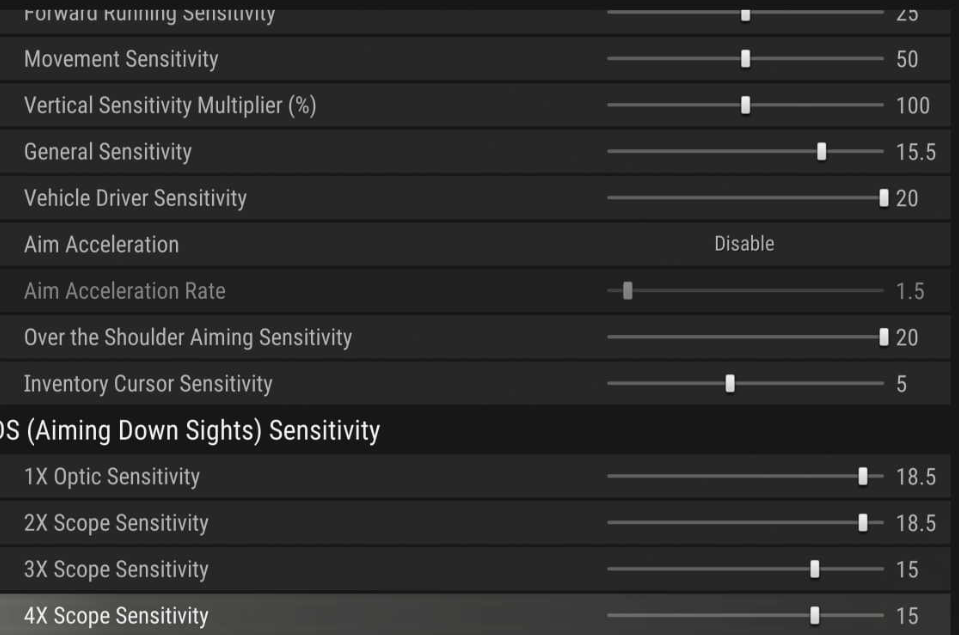 Forward Running Sensitivity 25
Movement Sensitivity 50
Vertical Sensitivity Multiplier (%) 100
General Sensitivity 15.5
Vehicle Driver Sensitivity 20
Aim Acceleration Disable
Aim Acceleration Rate 1.5
Over the Shoulder Aiming Sensitivity 20
Inventory Cursor Sensitivity 5
DS (Aiming Down Sights) Sensitivity
1X Optic Sensitivity 18.5
2X Scope Sensitivity 18.5
3X Scope Sensitivity 15
4X Scope Sensitivity 15